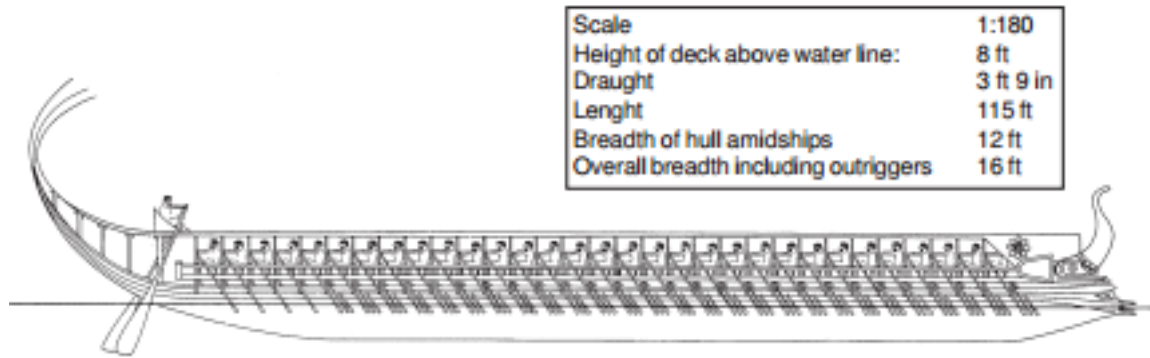 Scale 1:180
Height of deck above water line: 8 ft
Draught 3 ft 9 in
Lenght 115 ft
Breadth of hull amidships 12 ft
Overall breadth including outriggers 16 ft